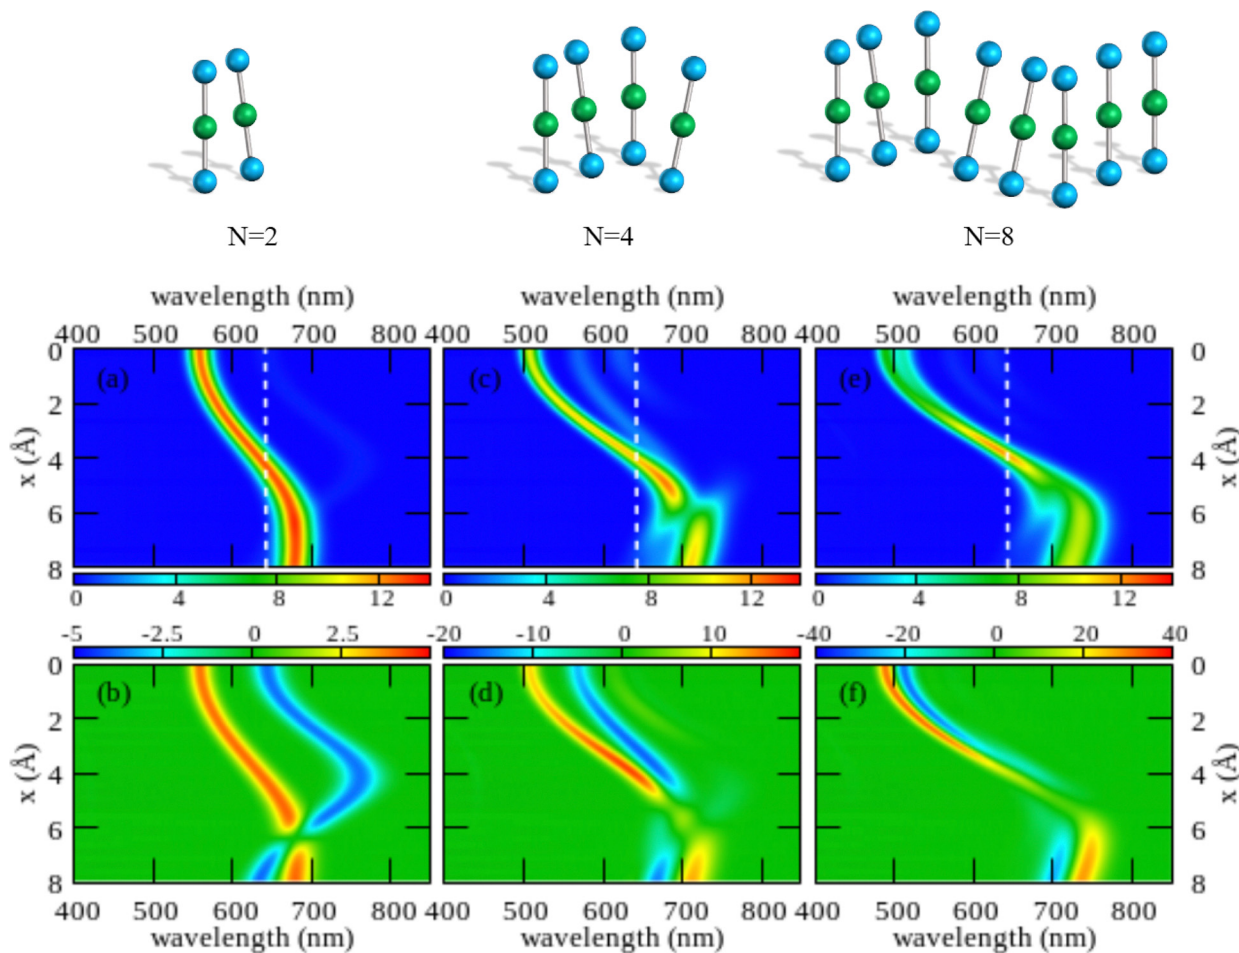 N=2 N=4 N=8
wavelength (nm) wavelength (nm) wavelength (nm)
400 500 600 700 800 400 500 600 700 800 400 500 600 700 800
0 (a) (c) (e) 0
2 2
x (Å) 4 4 x (Å)
6 6
8 8
0 4 8 12 0 4 8 12 0 4 8 12
-5 -2.5 0 2.5 -20 -10 0 10 -40 -20 0 20 40
0 (b) (d) (f) 0
2 2
x (Å) 4 4 x (Å)
6 6
8 8
400 500 600 700 800 400 500 600 700 800 400 500 600 700 800
wavelength (nm) wavelength (nm) wavelength (nm)